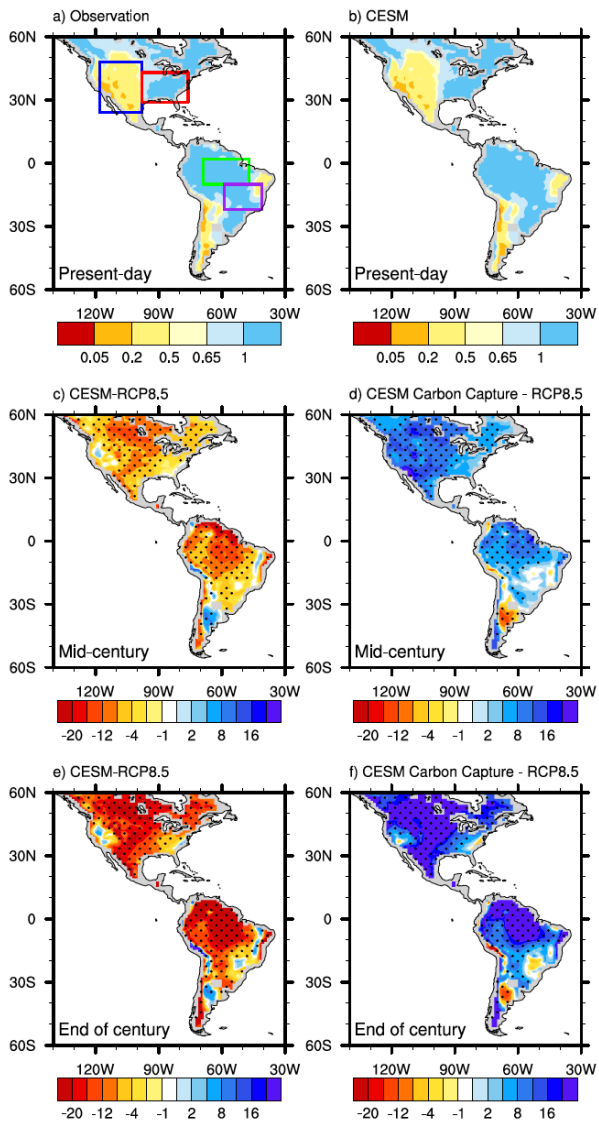 a) Observation
b) CESM
60N
60N
30N
30N
0
0
30S
30S
Present-day
Present-day
60S
60S
120W 90W 60W 30W
120W 90W 60W 30W
0.05 0.2 0.5 0.65 1
0.05 0.2 0.5 0.65 1
c) CESM-RCP8.5
d) CESM Carbon Capture - RCP8.5
60N
60N
30N
30N
0
0
30S
30S
Mid-century
Mid-century
60S
60S
120W 90W 60W 30W
120W 90W 60W 30W
-20 -12 -4 -1 2 8 16
-20 -12 -4 -1 2 8 16
e) CESM-RCP8.5
f) CESM Carbon Capture - RCP8.5
60N
60N
30N
30N
0
0
30S
30S
End of century
End of century
60S
60S
120W 90W 60W 30W
120W 90W 60W 30W
-20 -12 -4 -1 2 8 16
-20 -12 -4 -1 2 8 16